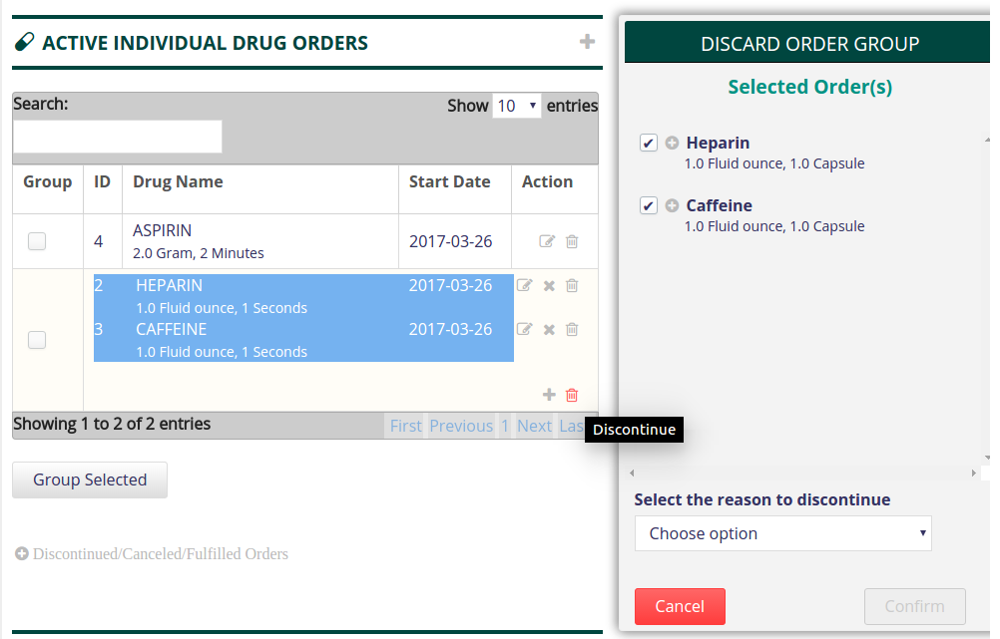 ACTIVE INDIVIDUAL DRUG ORDERS
Search:
Show 10 entries
Group ID Drug Name Start Date Action
4 ASPIRIN 2017-03-26
2.0 Gram, 2 Minutes
2 HEPARIN 2017-03-26
1.0 Fluid ounce, 1 Seconds
3 CAFFEINE 2017-03-26
1.0 Fluid ounce, 1 Seconds
Showing 1 to 2 of 2 entries
First Previous 1 Next Las
Discontinue
Group Selected
Discontinued/Canceled/Fulfilled Orders
DISCARD ORDER GROUP
Selected Order(s)
Heparin
1.0 Fluid ounce, 1.0 Capsule
Caffeine
1.0 Fluid ounce, 1.0 Capsule
Select the reason to discontinue
Choose option
Cancel
Confirm